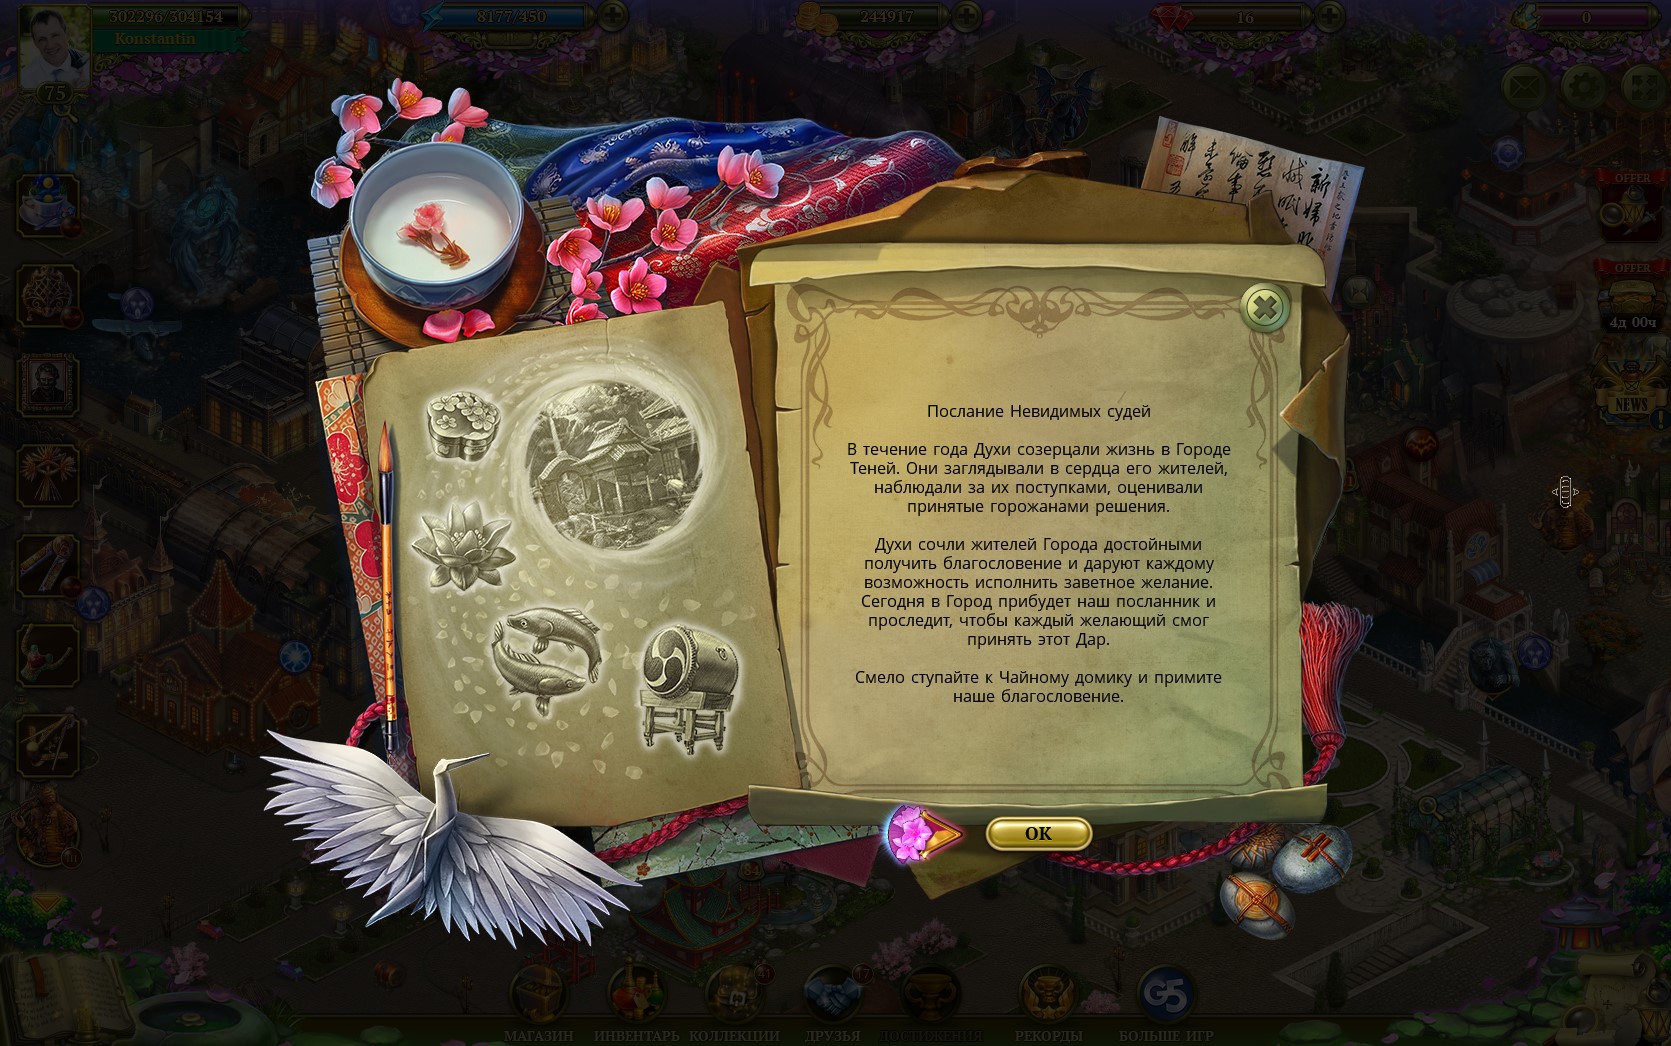 302296/304154
8177/450
244917
16
0
Konstantin
75
OFFER
OFFER
4д 00ч
NEWS
Послание Невидимых судей
В течение года Духи созерцали жизнь в Городе
Теней. Они заглядывали в сердца его жителей,
наблюдали за их поступками, оценивали
принятые горожанами решения.
Духи сочли жителей Города достойными
получить благословение и даруют каждому
возможность исполнить заветное желание.
Сегодня в Город прибудет наш посланник и
проследит, чтобы каждый желающий смог
принять этот Дар.
Смело ступайте к Чайному домику и примите
наше благословение.
OK
84
41
17
G5
МАГАЗИН
ИНВЕНТАРЬ
КОЛЛЕКЦИИ
ДРУЗЬЯ
ДОСТИЖЕНИЯ
РЕКОРДЫ
БОЛЬШЕ ИГР